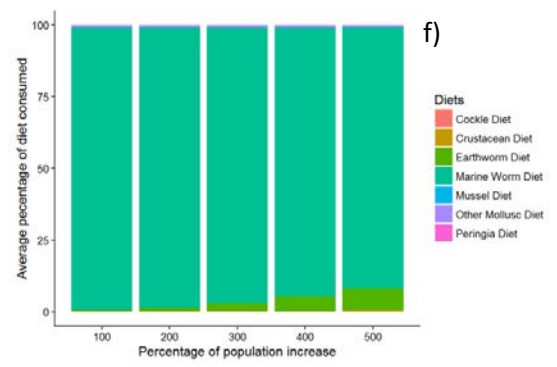 f)
100
75
50
25
0
Average pecentage of diet consumed
100 200 300 400 500
Percentage of population increase
Diets
Cockle Diet
Crustacean Diet
Earthworm Diet
Marine Worm Diet
Mussel Diet
Other Mollusc Diet
Peringia Diet